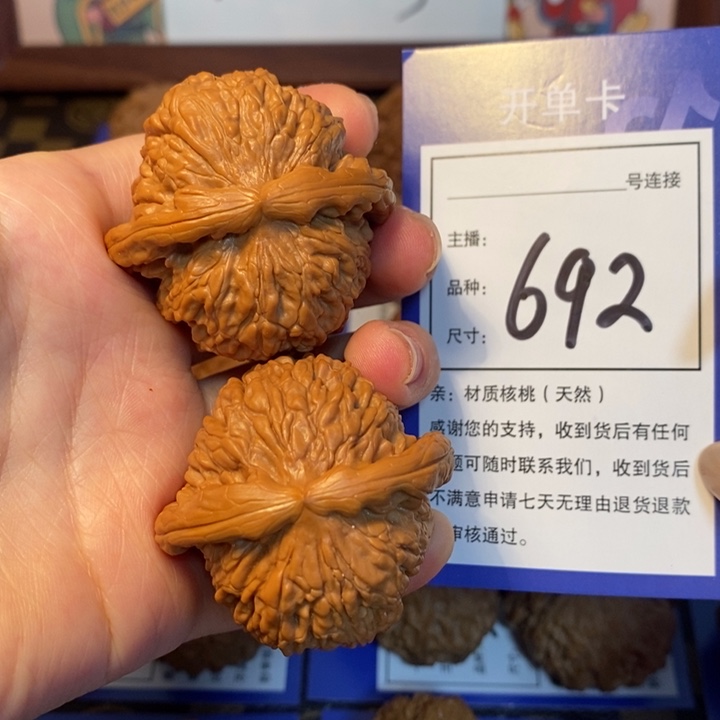 开单卡
号连接
主播：
品种：
尺寸：
692
亲：材质核桃（天然）
感谢您的支持，收到货后有任何
题可随时联系我们，收到货后
不满意申请七天无理由退货退款
审核通过。